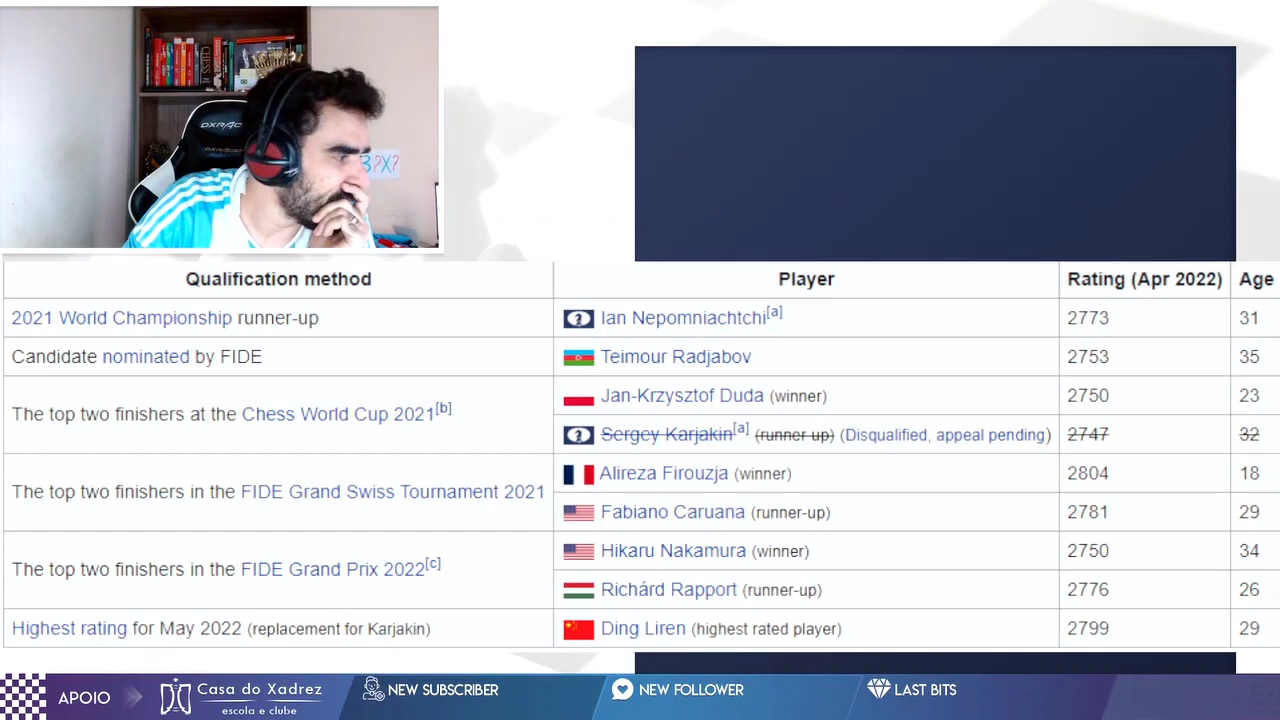 CHESS
DXRACER
B?X?
Qualification method Player Rating (Apr 2022) Age
2021 World Championship runner-up Ian Nepomniachtchi[a] 2773 31
Candidate nominated by FIDE Teimour Radjabov 2753 35
The top two finishers at the Chess World Cup 2021[b] Jan-Krzysztof Duda (winner) 2750 23
Sergey Karjakin[a] (runner up) (Disqualified, appeal pending) 2747 32
The top two finishers in the FIDE Grand Swiss Tournament 2021 Alireza Firouzja (winner) 2804 18
Fabiano Caruana (runner-up) 2781 29
The top two finishers in the FIDE Grand Prix 2022[c] Hikaru Nakamura (winner) 2750 34
Richárd Rapport (runner-up) 2776 26
Highest rating for May 2022 (replacement for Karjakin) Ding Liren (highest rated player) 2799 29
APOIO Casa do Xadrez NEW SUBSCRIBER NEW FOLLOWER LAST BITS
escola e clube